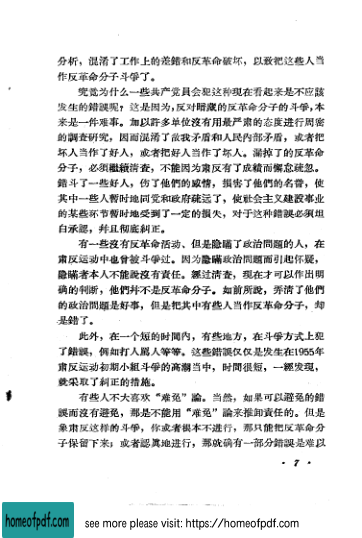 分析，混淆了工作上的差錯和反革命破坏，以致把这些人当
作反革命分子斗爭了。
究竟为什么一些共产党員会犯这种現在看起来是不应該
发生的錯誤呢？这是因为，反对暗藏的反革命分子的斗爭，本
来是一件难事。加以許多单位沒有用最严肃的态度进行周密
的調查研究，因而混淆了敌我矛盾和人民內部矛盾，或者把
坏人当作了好人，或者把好人当作了坏人。漏掉了的反革命
分子，必須繼續清查，不能因为肃反有了成績而懈怠疏忽。
錯斗了一些好人，伤了他們的感情，損害了他們的名誉，使
其中一些人暫时地同党和政府疏远了，使社会主义建設事业
的某些环节暫时地受到了一定的損失，对于这种錯誤必須坦
白承認，幷且彻底糾正。
有一些沒有反革命活动、但是隐瞞了政治問題的人，在
肃反运动中也曾被斗爭过。因为隐瞞政治問題而引起怀疑，
隐瞞者本人不能說沒有責任。經过清查，現在才可以作出明
确的判断，他們幷不是反革命分子。如前所說，弄清了他們
的政治問題是好事，但是把其中有些人当作反革命分子，却
是錯了。
此外，在一个短的时間內，有些地方，在斗爭方式上犯
了錯誤，例如打人罵人等等。这些錯誤仅仅是发生在1955年
肃反运动初期小組斗爭的高潮当中，时間很短，一經发現，
就采取了糾正的措施。
有些人不大喜欢“难免”論。当然，如果可以避免的錯
誤而沒有避免，那是不能用“难免”論来推卸責任的。但是
象肃反这样的斗爭，你或者根本不进行，那只能把反革命分
子保留下来；或者認眞地进行，那就确有一部分錯誤是难以
· 7 ·
homeofpdf.com
see more please visit: https://homeofpdf.com